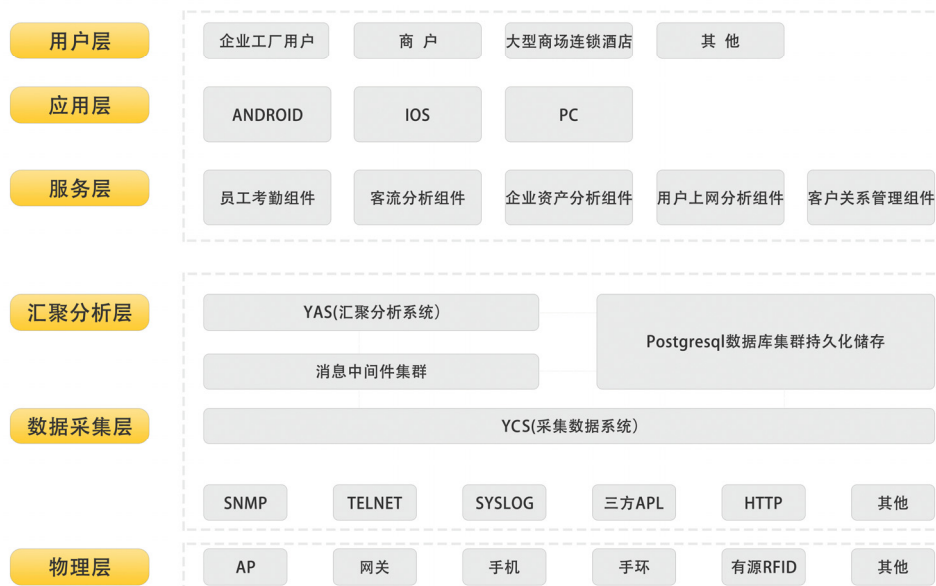 用户层
企业工厂用户
商 户
大型商场连锁酒店
其 他
应用层
ANDROID
IOS
PC
服务层
员工考勤组件
客流分析组件
企业资产分析组件
用户上网分析组件
客户关系管理组件
汇聚分析层
YAS(汇聚分析系统)
Postgresql数据库集群持久化储存
消息中间件集群
数据采集层
YCS(采集数据系统)
SNMP
TELNET
SYSLOG
三方APL
HTTP
其他
物理层
AP
网关
手机
手环
有源RFID
其他